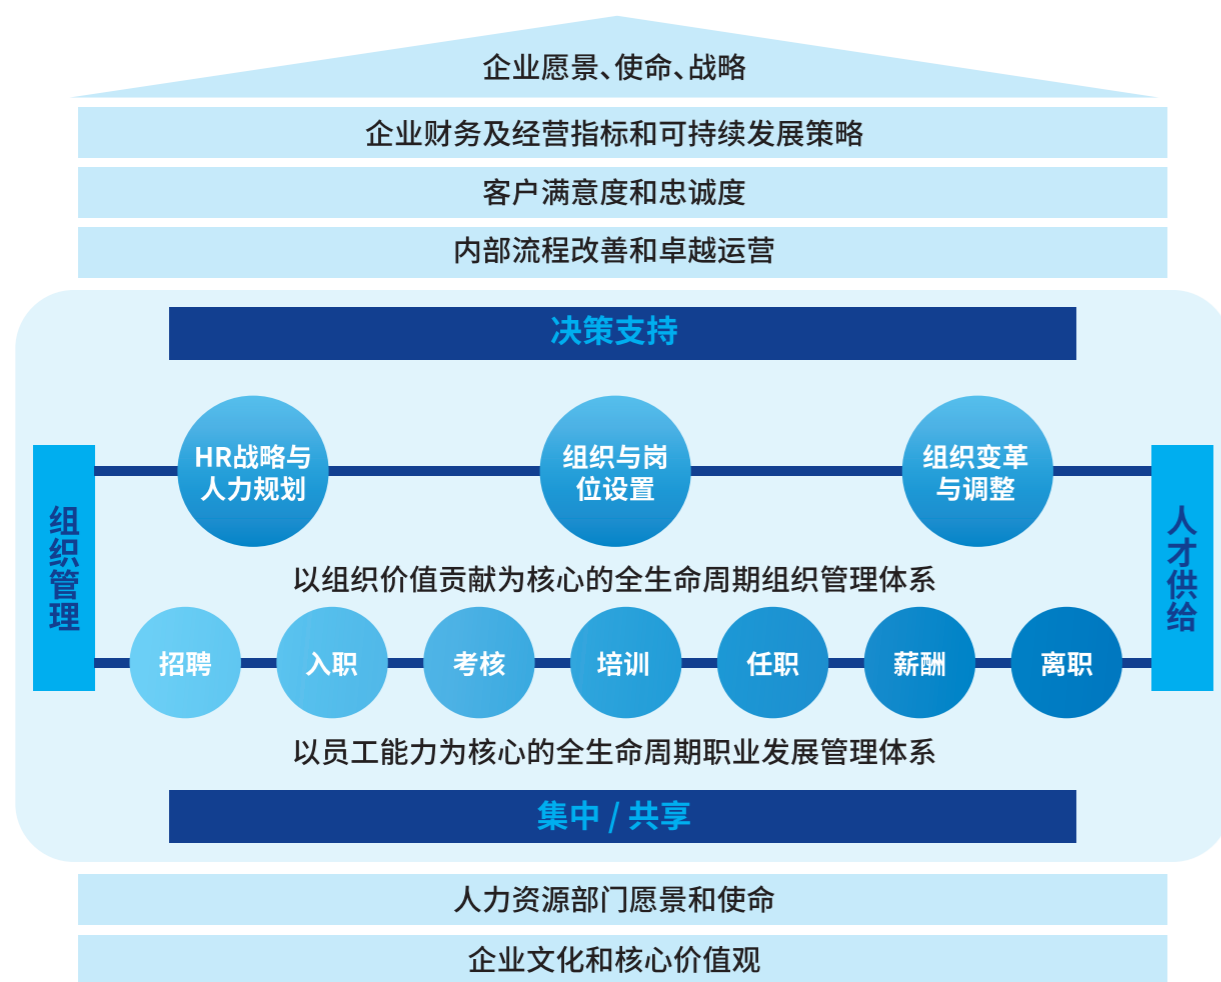 企业愿景、使命、战略
企业财务及经营指标和可持续发展策略
客户满意度和忠诚度
内部流程改善和卓越运营
决策支持
组织管理
HR战略与
人力规划
组织与岗
位设置
组织变革
与调整
人才供给
以组织价值贡献为核心的全生命周期组织管理体系
招聘
入职
考核
培训
任职
薪酬
离职
以员工能力为核心的全生命周期职业发展管理体系
集中 / 共享
人力资源部门愿景和使命
企业文化和核心价值观